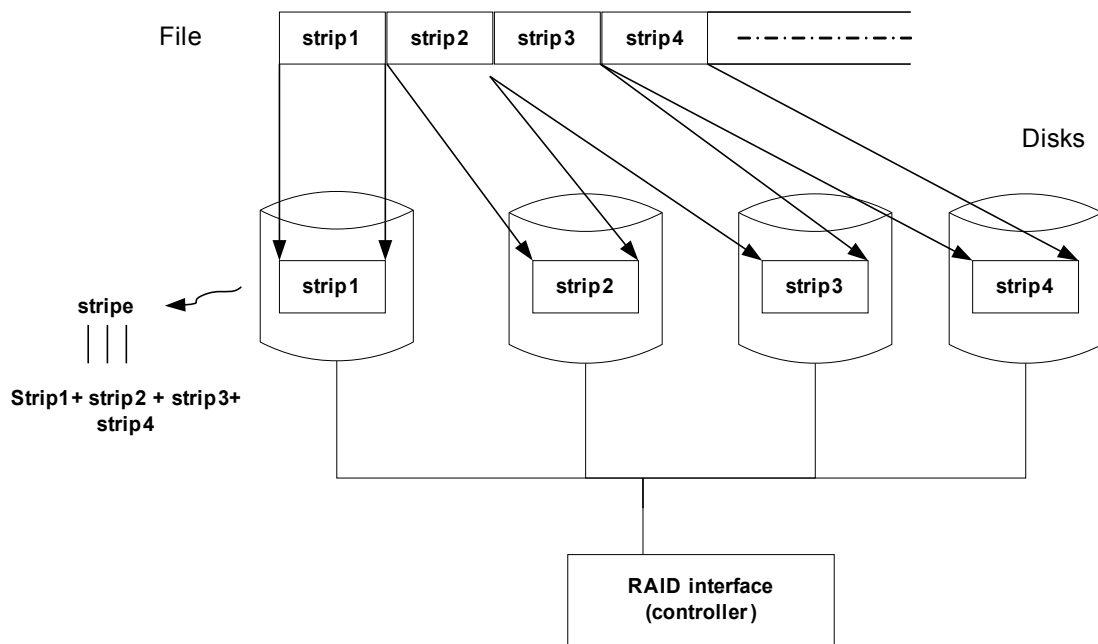 File
strip1 strip2 strip3 strip4
Disks
strip1 strip2 strip3 strip4
stripe
Strip1+ strip2 + strip3+
strip4
RAID interface
(controller)